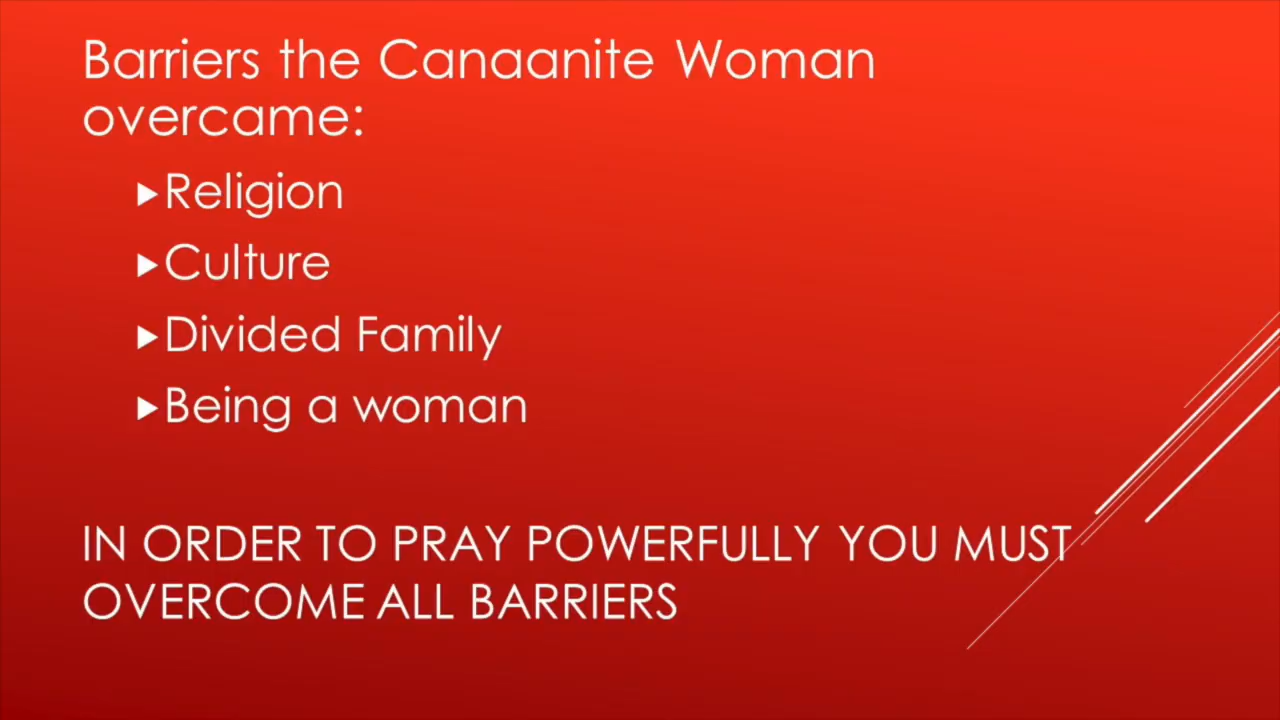 Barriers the Canaanite Woman
overcame:
▶Religion
▶Culture
▶Divided Family
▶Being a woman
IN ORDER TO PRAY POWERFULLY YOU MUST
OVERCOME ALL BARRIERS